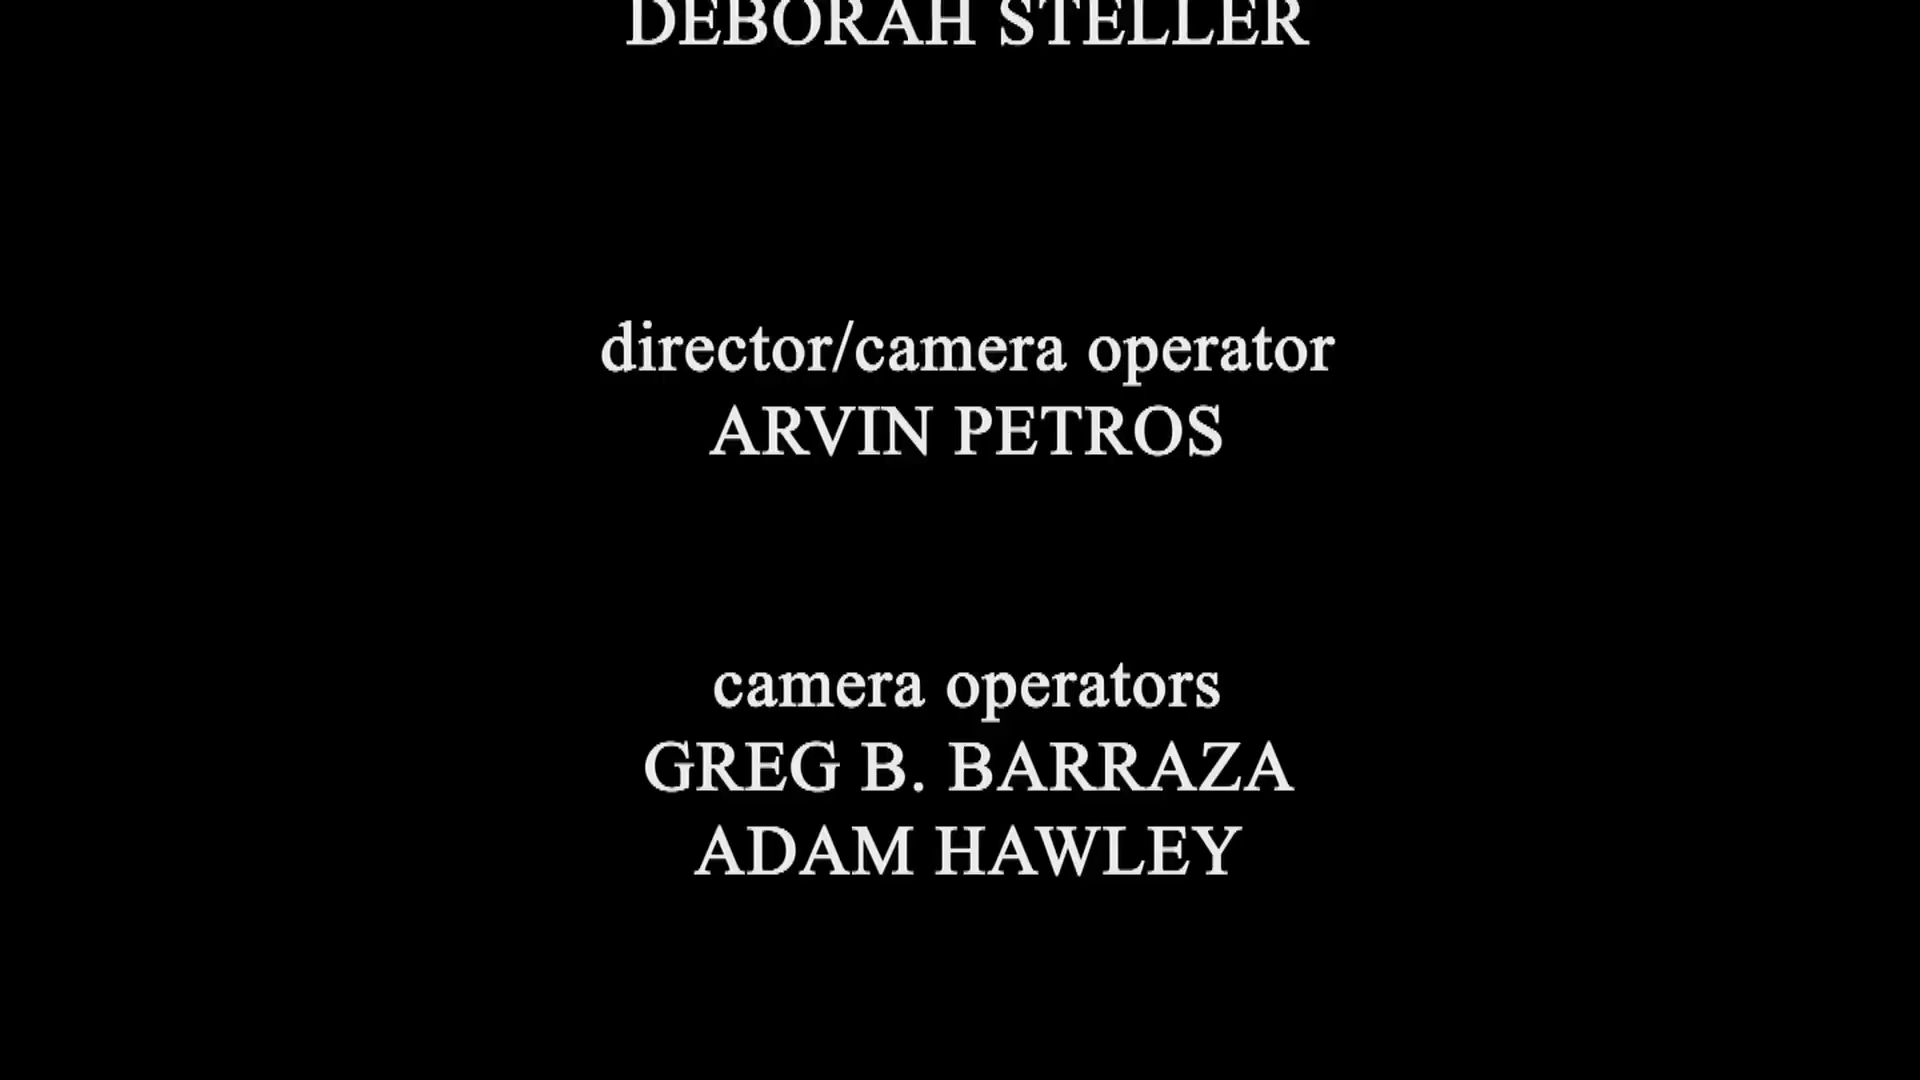 DEBORAH STELLER
director/camera operator
ARVIN PETROS
camera operators
GREG B. BARRAZA
ADAM HAWLEY